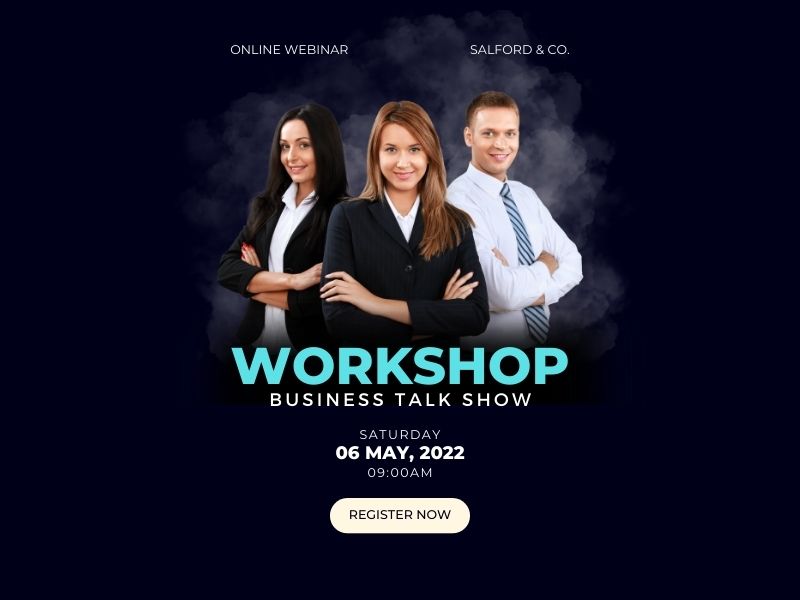 ONLINE WEBINAR
SALFORD & CO.
WORKSHOP
BUSINESS TALK SHOW
SATURDAY
06 MAY, 2022
09:00AM
REGISTER NOW